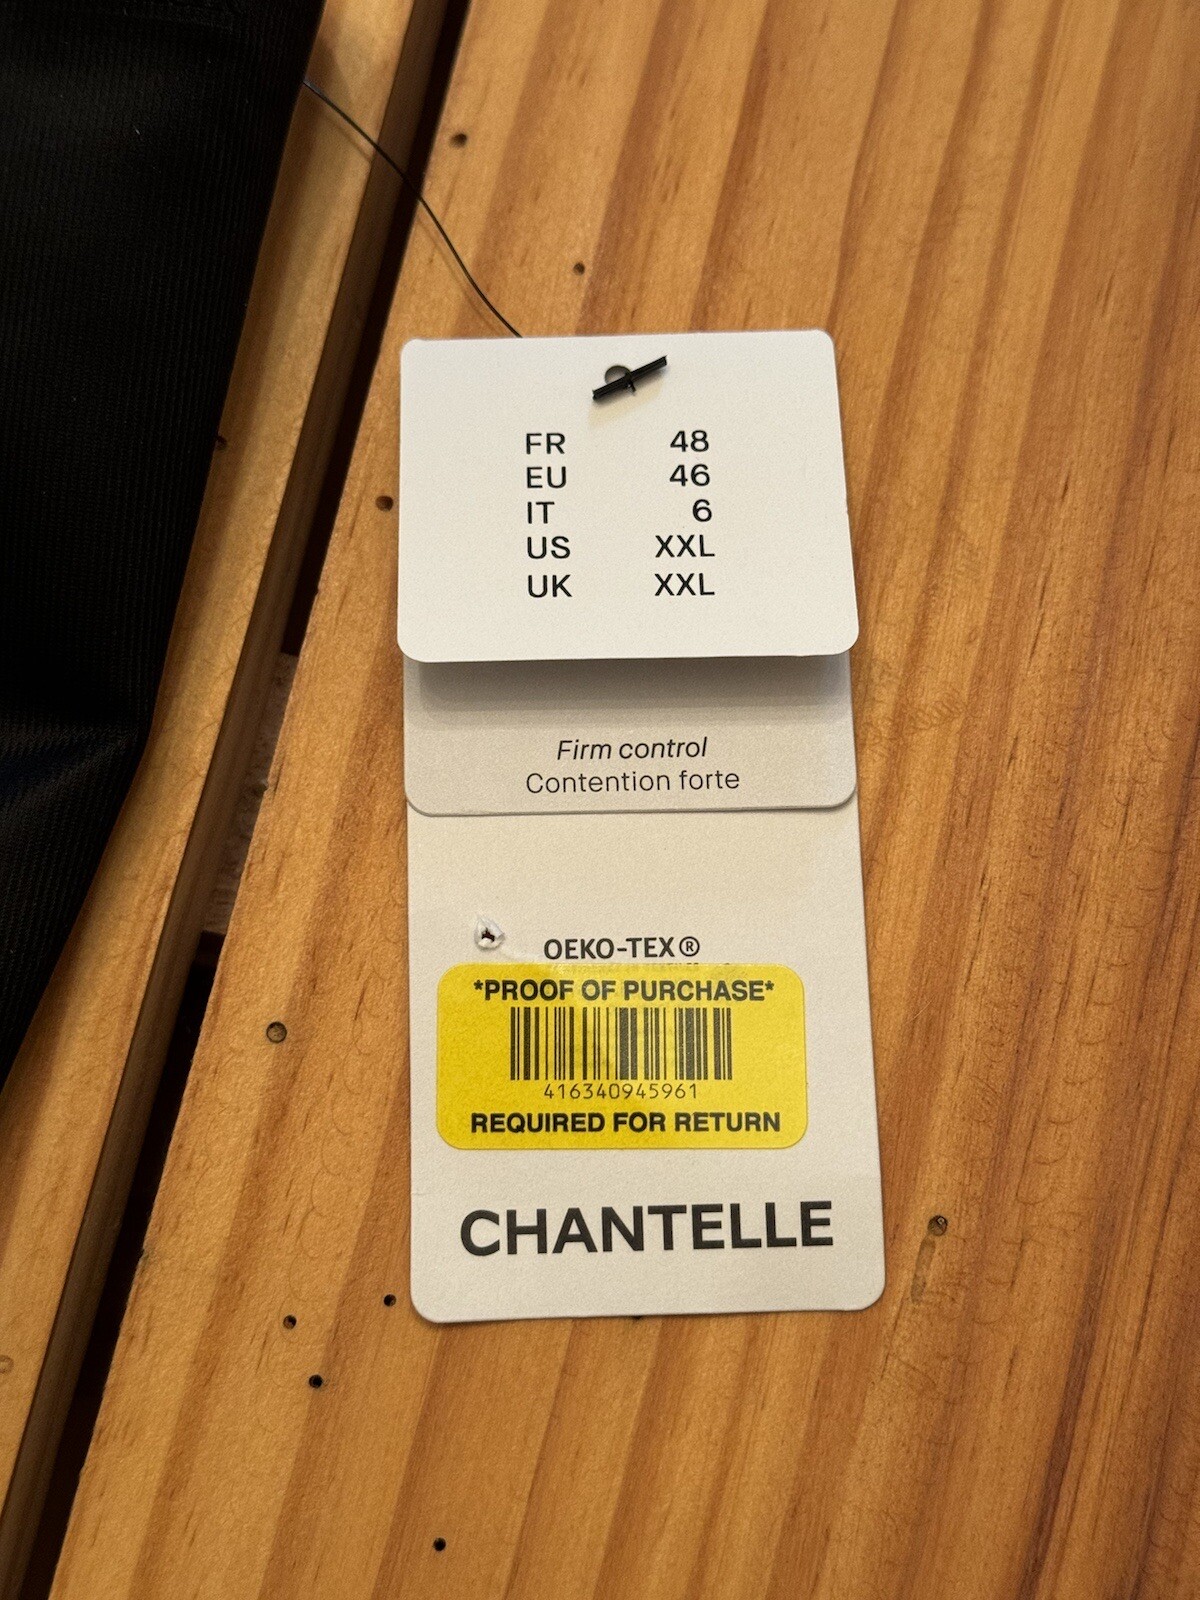 FR 48
EU 46
IT 6
US XXL
UK XXL
Firm control
Contention forte
OEKO-TEX®
*PROOF OF PURCHASE*
416340945961
REQUIRED FOR RETURN
CHANTELLE